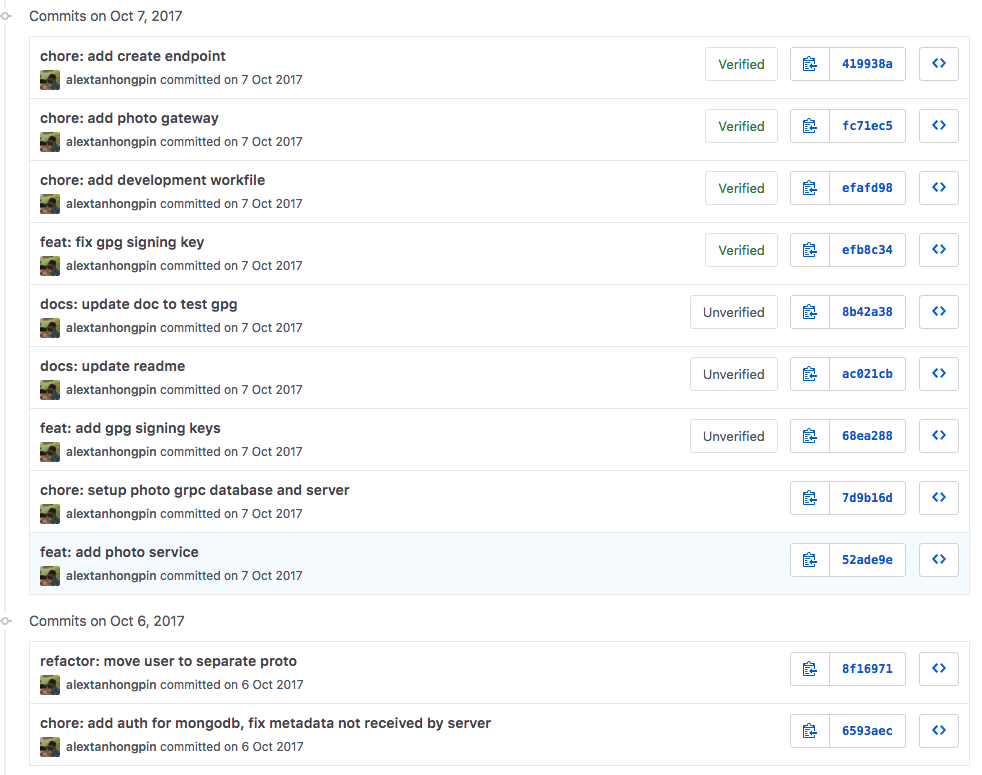 Commits on Oct 7, 2017
chore: add create endpoint
alextanhongpin committed on 7 Oct 2017
Verified
419938a
chore: add photo gateway
alextanhongpin committed on 7 Oct 2017
Verified
fc71ec5
chore: add development workfile
alextanhongpin committed on 7 Oct 2017
Verified
efafd98
feat: fix gpg signing key
alextanhongpin committed on 7 Oct 2017
Verified
efb8c34
docs: update doc to test gpg
alextanhongpin committed on 7 Oct 2017
Unverified
8b42a38
docs: update readme
alextanhongpin committed on 7 Oct 2017
Unverified
ac021cb
feat: add gpg signing keys
alextanhongpin committed on 7 Oct 2017
Unverified
68ea288
chore: setup photo grpc database and server
alextanhongpin committed on 7 Oct 2017
7d9b16d
feat: add photo service
alextanhongpin committed on 7 Oct 2017
52ade9e
Commits on Oct 6, 2017
refactor: move user to separate proto
alextanhongpin committed on 6 Oct 2017
8f16971
chore: add auth for mongodb, fix metadata not received by server
alextanhongpin committed on 6 Oct 2017
6593aec